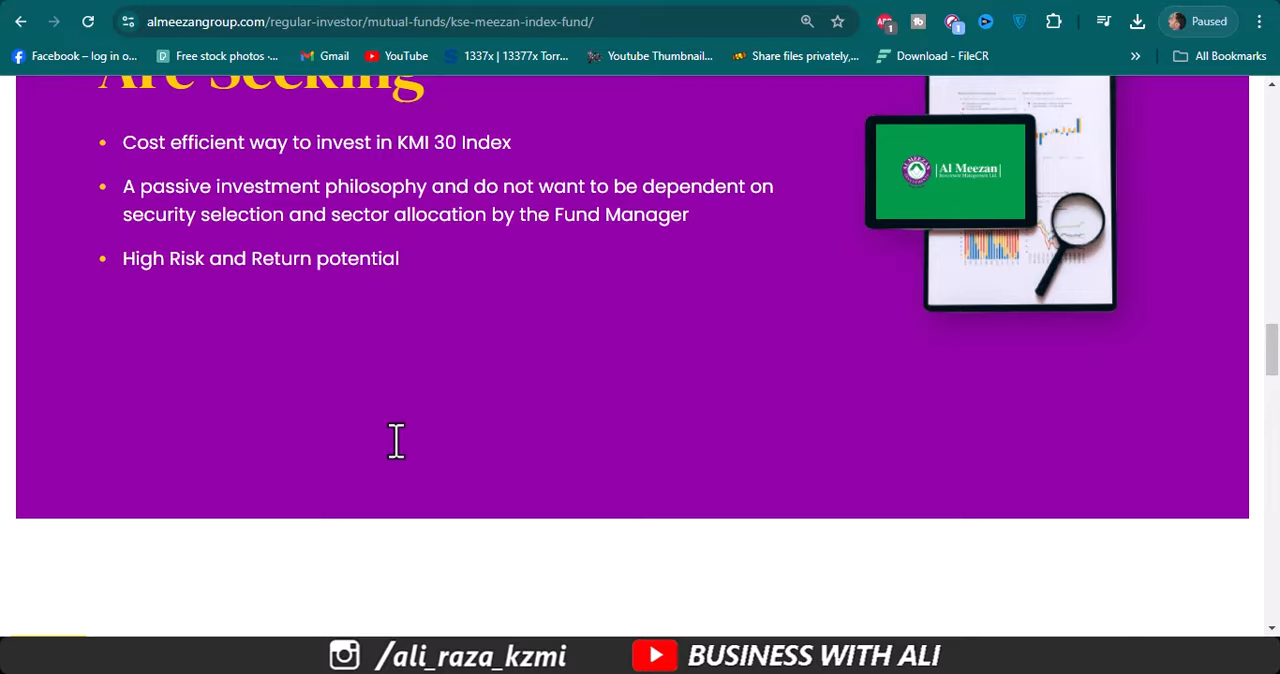 almeezangroup.com/regular-investor/mutual-funds/kse-meezan-index-fund/
Paused
Facebook – log in o...
Free stock photos ·...
Gmail
YouTube
1337x | 13377x Torr...
Youtube Thumbnail...
Share files privately,...
Download - FileCR
All Bookmarks
Are Seeking
• Cost efficient way to invest in KMI 30 Index
• A passive investment philosophy and do not want to be dependent on
security selection and sector allocation by the Fund Manager
• High Risk and Return potential
Al Meezan
/ali_raza_kzmi
BUSINESS WITH ALI